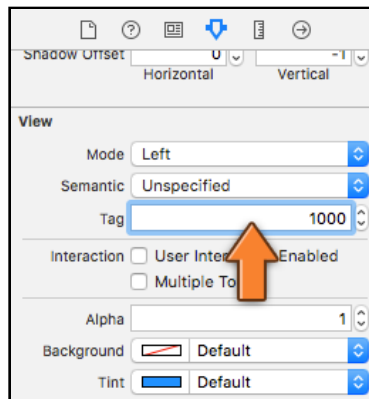 Shadow Offset 0 -1
Horizontal Vertical
View
Mode Left
Semantic Unspecified
Tag 1000
Interaction User Inter Enabled
Multiple To
Alpha 1
Background Default
Tint Default